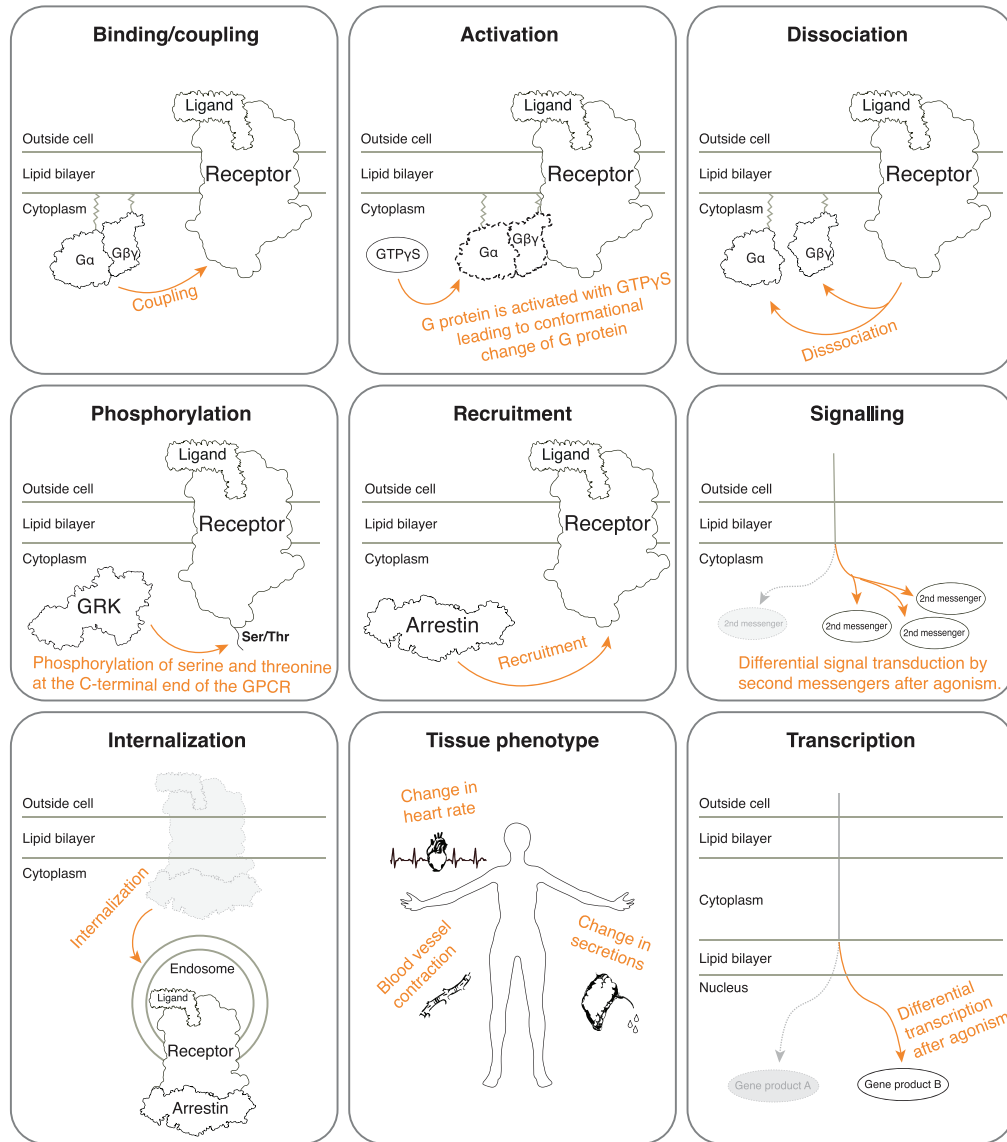 Binding/coupling
Ligand
Outside cell
Lipid bilayer
Receptor
Cytoplasm
Gα
Gβγ
Coupling
Activation
Ligand
Outside cell
Lipid bilayer
Receptor
Cytoplasm
GTPγS
Gα
Gβγ
G protein is activated with GTPγS
leading to conformational
change of G protein
Dissociation
Ligand
Outside cell
Lipid bilayer
Receptor
Cytoplasm
Gα
Gβγ
Disssociation
Phosphorylation
Ligand
Outside cell
Lipid bilayer
Receptor
Cytoplasm
GRK
Ser/Thr
Phosphorylation of serine and threonine
at the C-terminal end of the GPCR
Recruitment
Ligand
Outside cell
Lipid bilayer
Receptor
Cytoplasm
Arrestin
Recruitment
Signalling
Outside cell
Lipid bilayer
Cytoplasm
2nd messenger
2nd messenger
2nd messenger
2nd messenger
Differential signal transduction by
second messengers after agonism.
Internalization
Outside cell
Lipid bilayer
Cytoplasm
Internalization
Endosome
Ligand
Receptor
Arrestin
Tissue phenotype
Change in
heart rate
Blood vessel
contraction
Change in
secretions
Transcription
Outside cell
Lipid bilayer
Cytoplasm
Lipid bilayer
Nucleus
Differential
transcription
after agonism
Gene product A
Gene product B